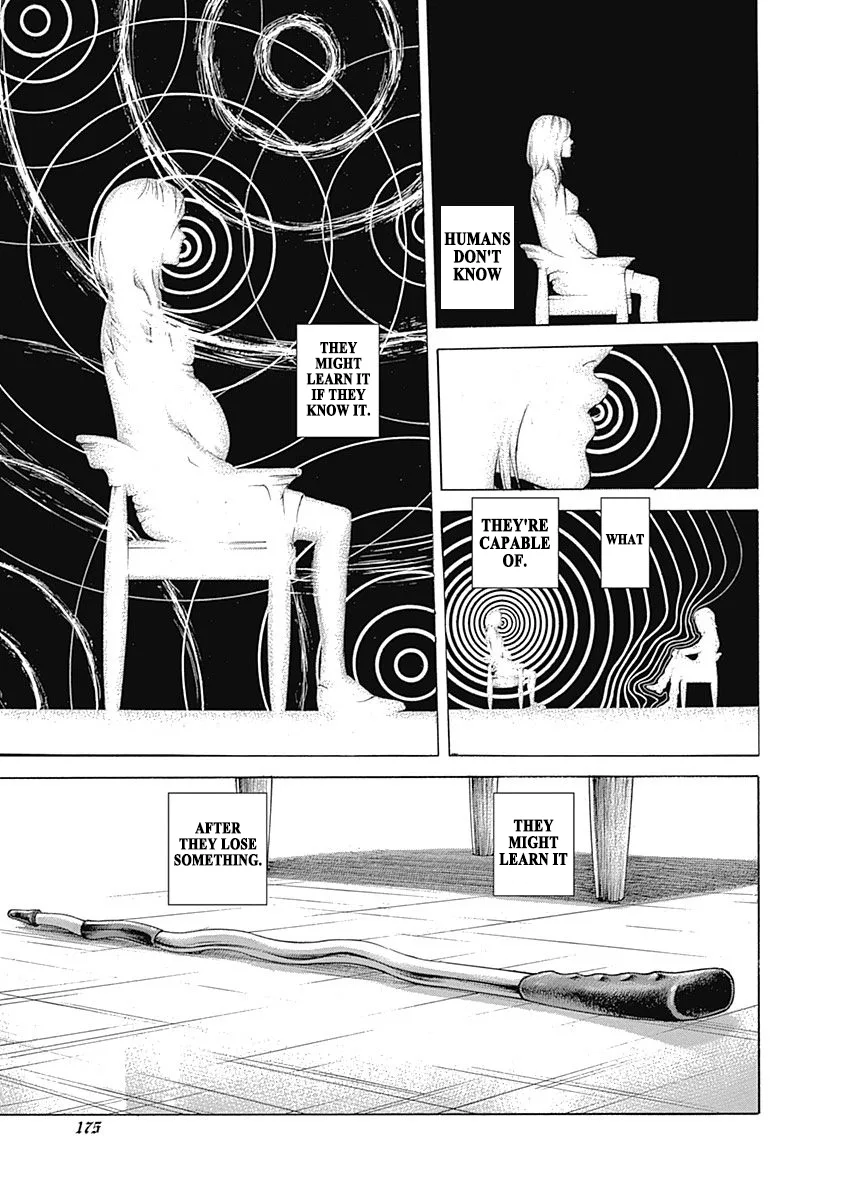 HUMANS
DON'T
KNOW
WHAT
THEY'RE
CAPABLE
OF.
THEY
MIGHT
LEARN IT
IF THEY
KNOW IT.
THEY
MIGHT
LEARN IT
AFTER
THEY LOSE
SOMETHING.
175